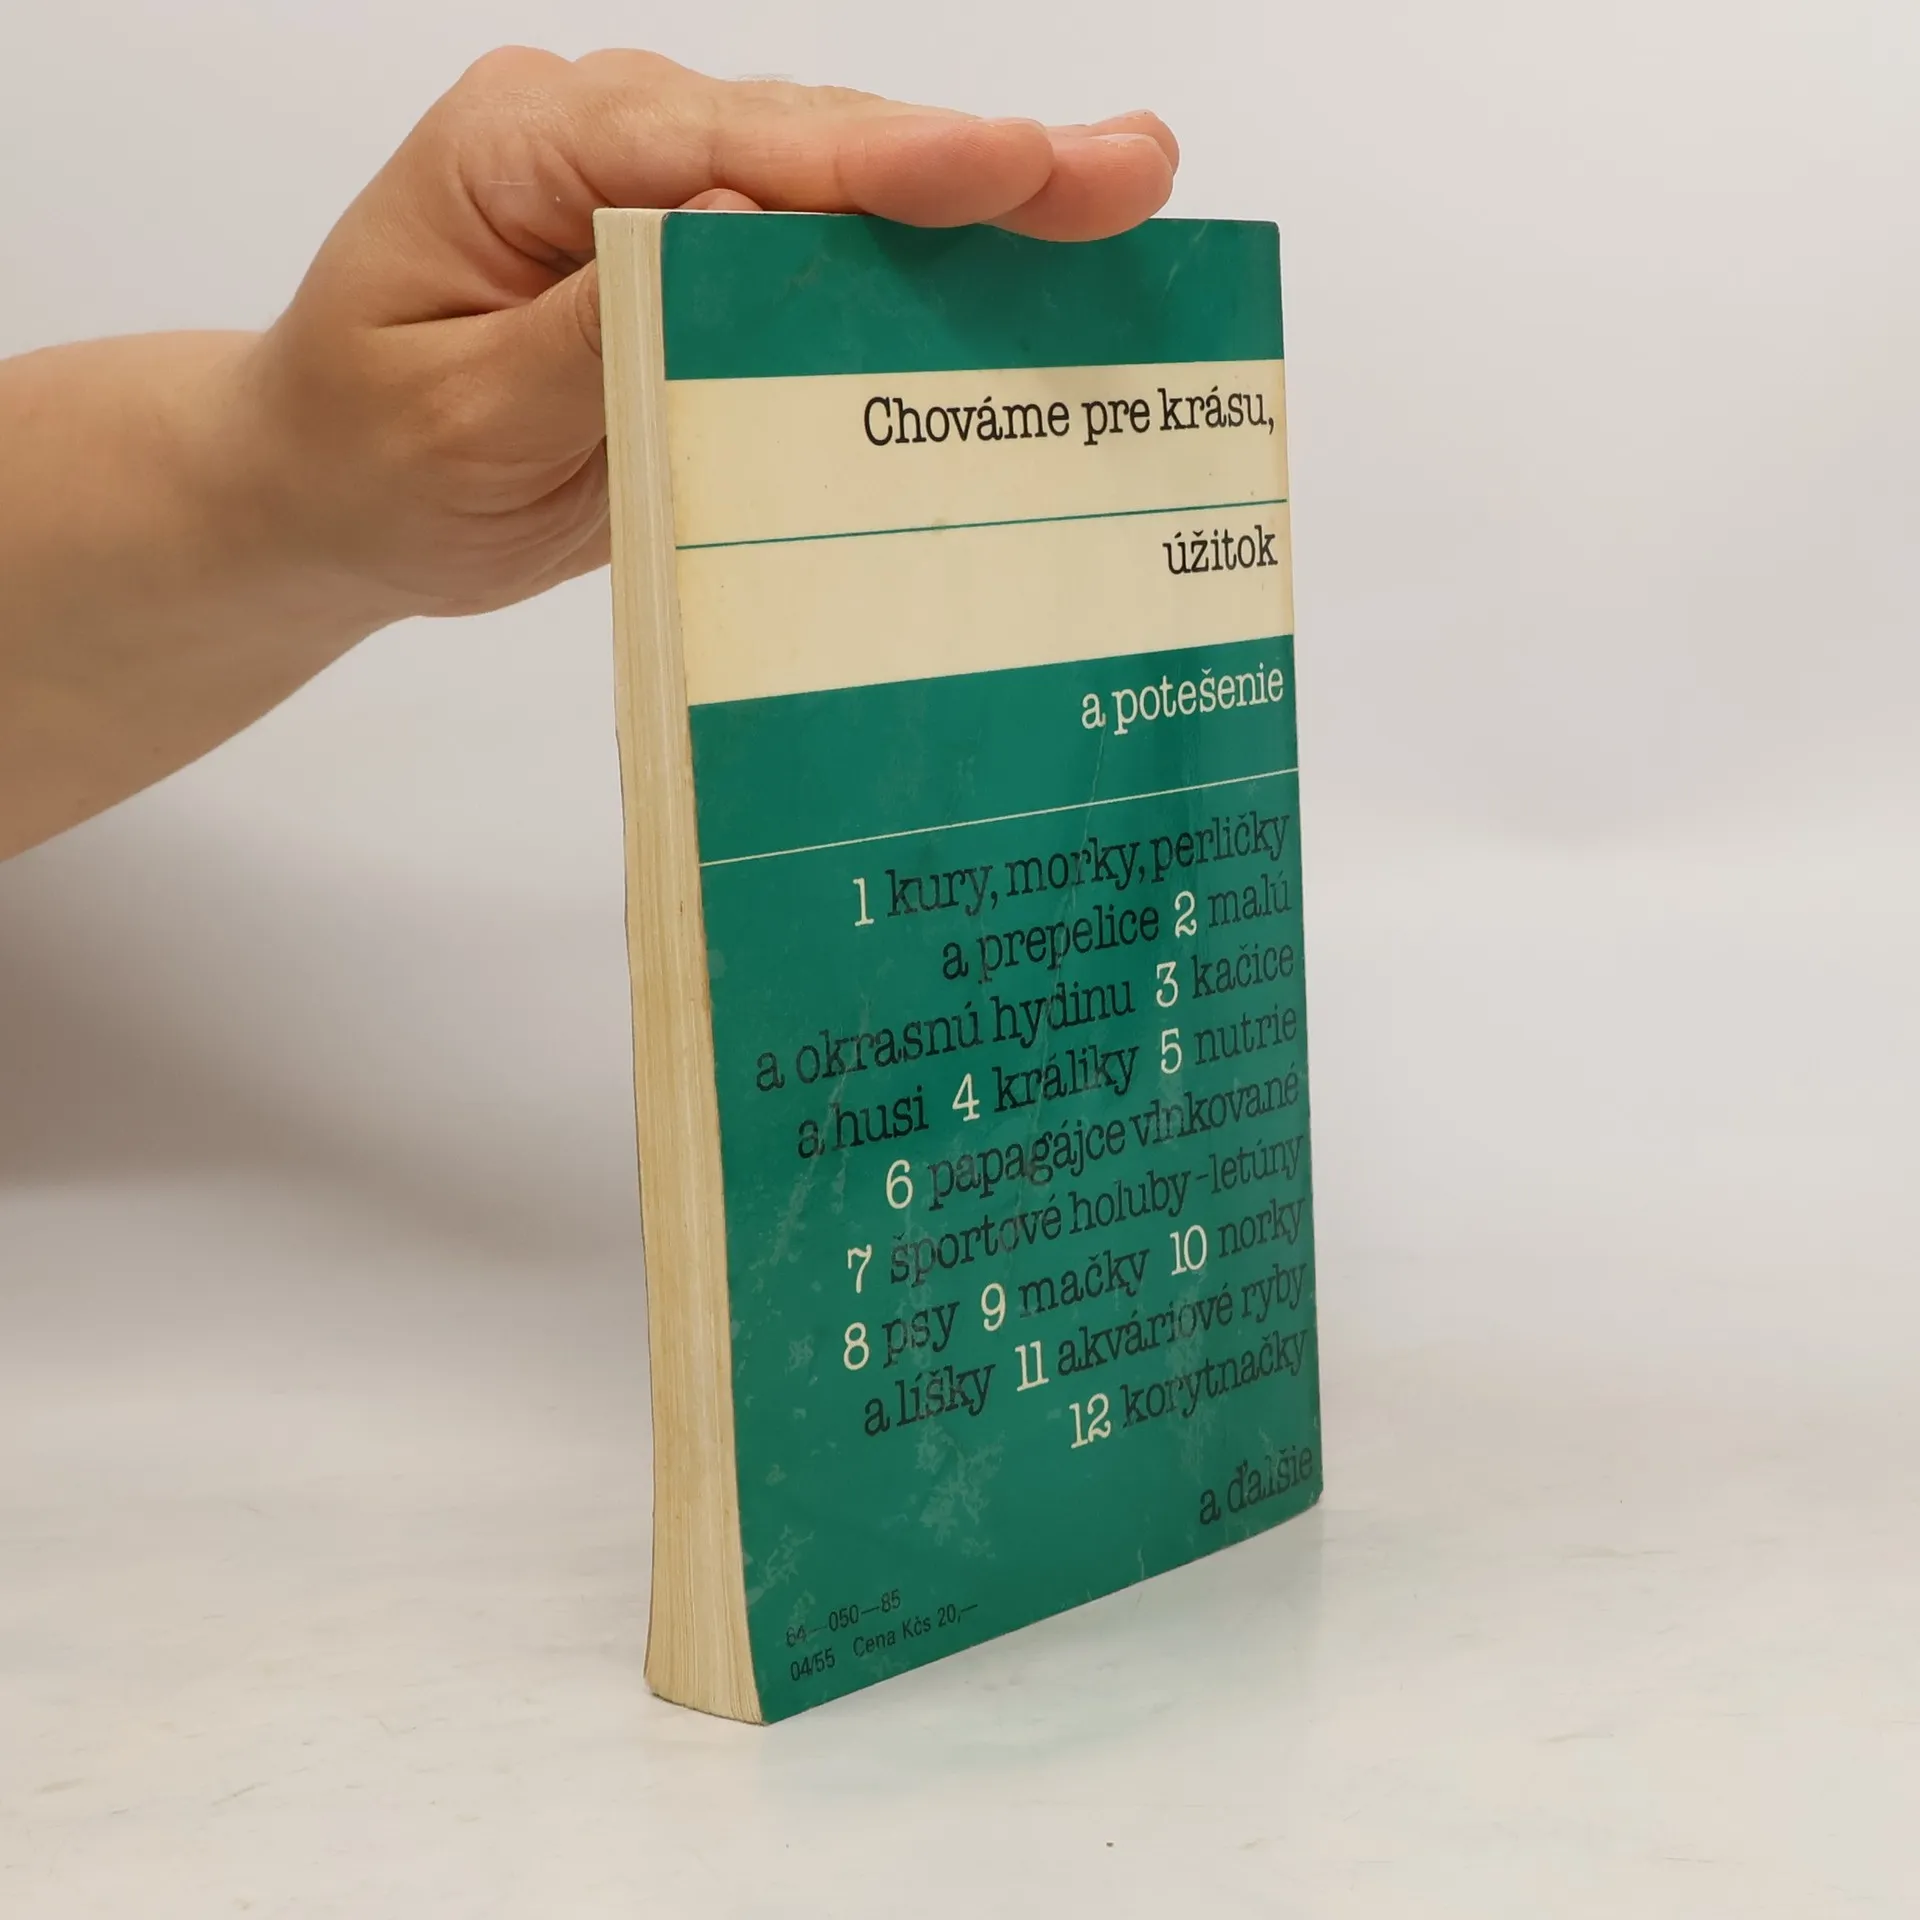 Chováme pre krásu,
úžitok
a potešenie
1 kury, morky, perličky
a prepelice 2 malú
a okrasnú hydinu 3 kačice
a husi 4 králiky 5 nutrie
6 papagájce vlnkované
7 športové holuby-letúny
8 psy 9 mačky 10 norky
a líšky 11 akváriové ryby
12 korytnačky
a ďalšie
64—050—85
04/55 Cena Kčs 20,—